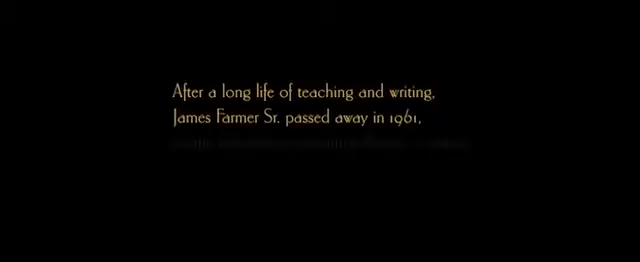 After a long life of teaching and writing,
James Farmer Sr. passed away in 1961,